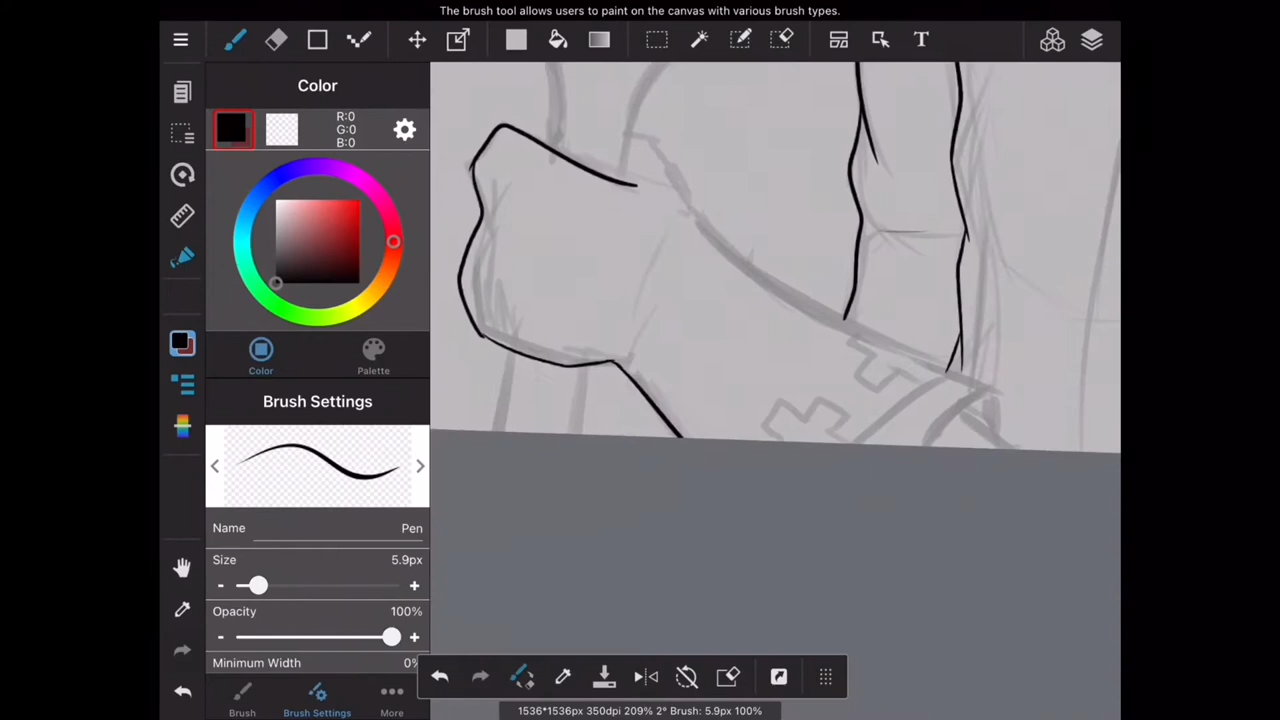 The brush tool allows users to paint on the canvas with various brush types.
T
Color
R:0
G:0
B:0
Color
Palette
Brush Settings
Name
Pen
Size
5.9px
-
+
Opacity
100%
-
+
Minimum Width
0%
Brush
Brush Settings
More
1536*1536px 350dpi 209% 2° Brush: 5.9px 100%